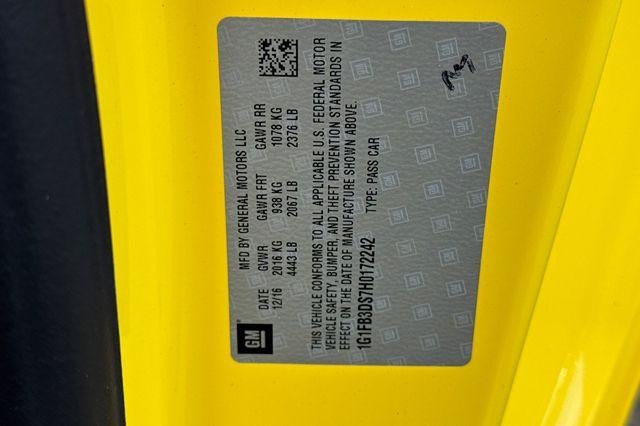 GM
MFD BY GENERAL MOTORS LLC
DATE GVWR GAWR FRT GAWR RR
12/16 2016 KG 938 KG 1078 KG
4443 LB 2067 LB 2376 LB
THIS VEHICLE CONFORMS TO ALL APPLICABLE U.S. FEDERAL MOTOR
VEHICLE SAFETY, BUMPER, AND THEFT PREVENTION STANDARDS IN
EFFECT ON THE DATE OF MANUFACTURE SHOWN ABOVE.
1G1FB3DS7H0172242 TYPE: PASS CAR